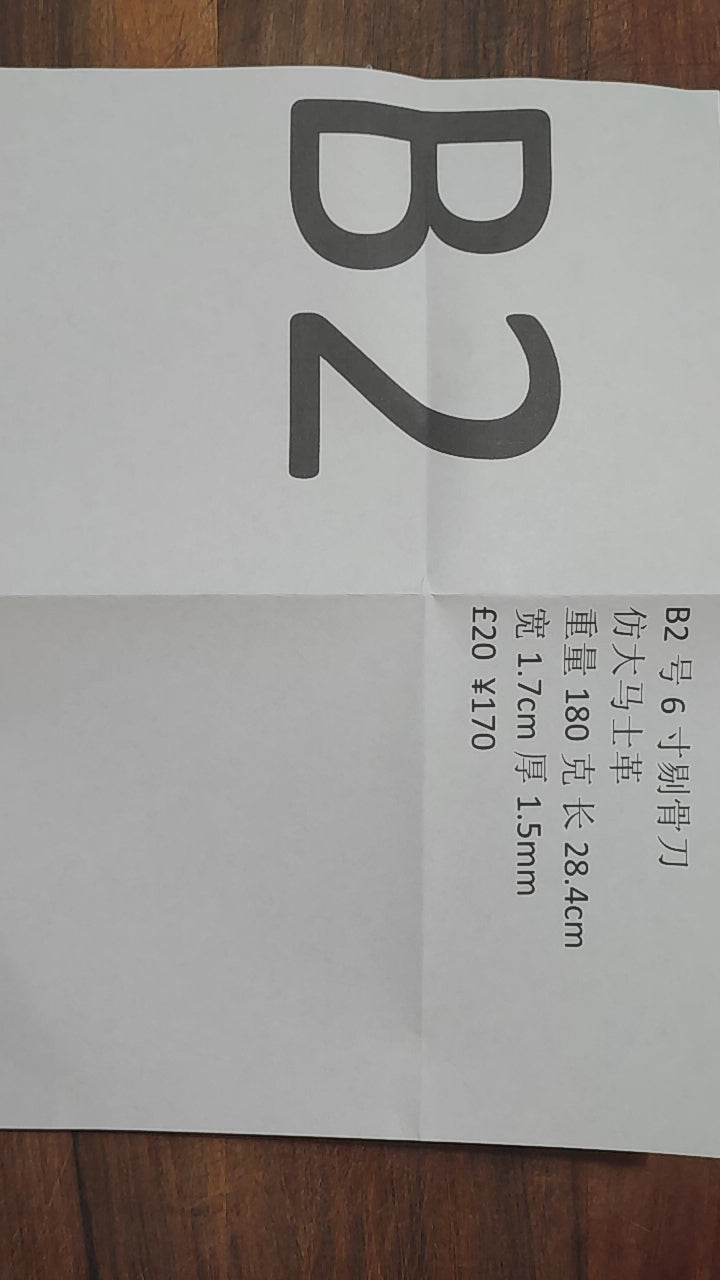 B2
B2 号 6 寸剔骨刀
仿大马士革
重量 180 克 长 28.4cm
宽 1.7cm 厚 1.5mm
£20 ¥170